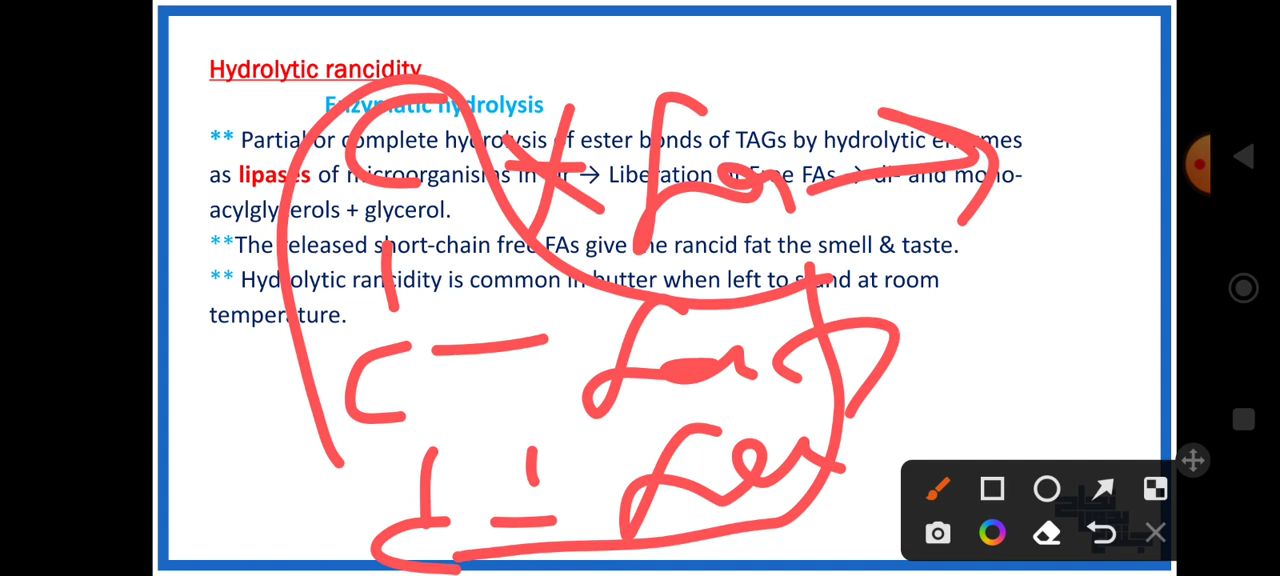 Hydrolytic rancidity
Enzymatic hydrolysis
** Partial or complete hydrolysis of ester bonds of TAGs by hydrolytic enzymes
as lipases of microorganisms in air → Liberation of Free FAs → di- and mono-
acylglycerols + glycerol.
**The released short-chain free FAs give the rancid fat the smell & taste.
** Hydrolytic rancidity is common in butter when left to stand at room
temperature.